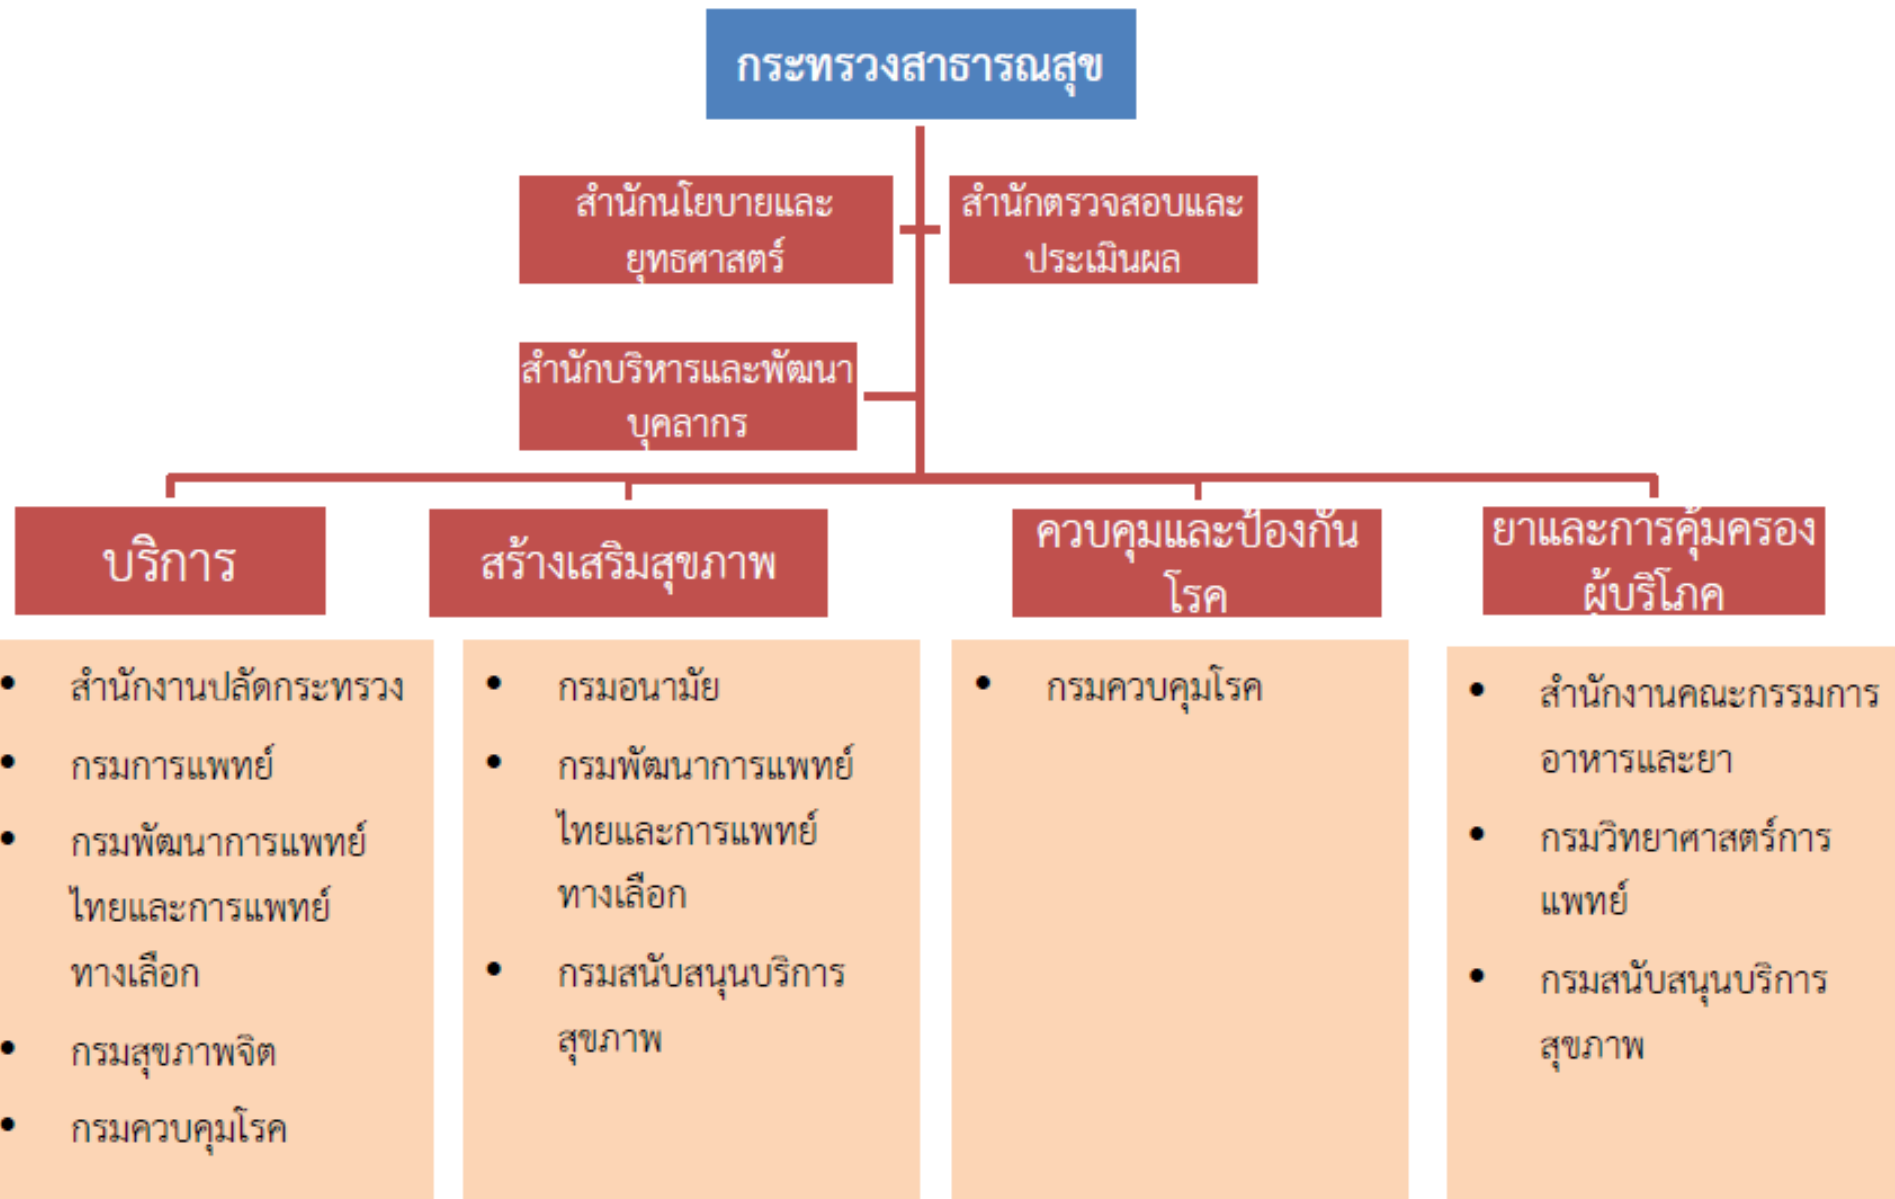 กระทรวงสาธารณสุข
สำนักนโยบายและ
ยุทธศาสตร์
สำนักตรวจสอบและ
ประเมินผล
สำนักบริหารและพัฒนา
บุคลากร
บริการ
สร้างเสริมสุขภาพ
ควบคุมและป้องกัน
โรค
ยาและการคุ้มครอง
ผู้บริโภค
• สำนักงานปลัดกระทรวง
• กรมการแพทย์
• กรมพัฒนาการแพทย์
ไทยและการแพทย์
ทางเลือก
• กรมสุขภาพจิต
• กรมควบคุมโรค
• กรมอนามัย
• กรมพัฒนาการแพทย์
ไทยและการแพทย์
ทางเลือก
• กรมสนับสนุนบริการ
สุขภาพ
• กรมควบคุมโรค
• สำนักงานคณะกรรมการ
อาหารและยา
• กรมวิทยาศาสตร์การ
แพทย์
• กรมสนับสนุนบริการ
สุขภาพ